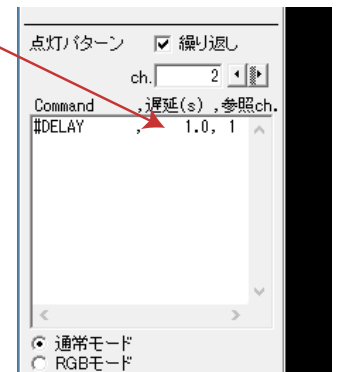 点灯パターン 繰り返し
ch. 2
Command ,遅延(s) ,参照ch.
#DELAY , 1.0, 1
通常モード
RGBモード